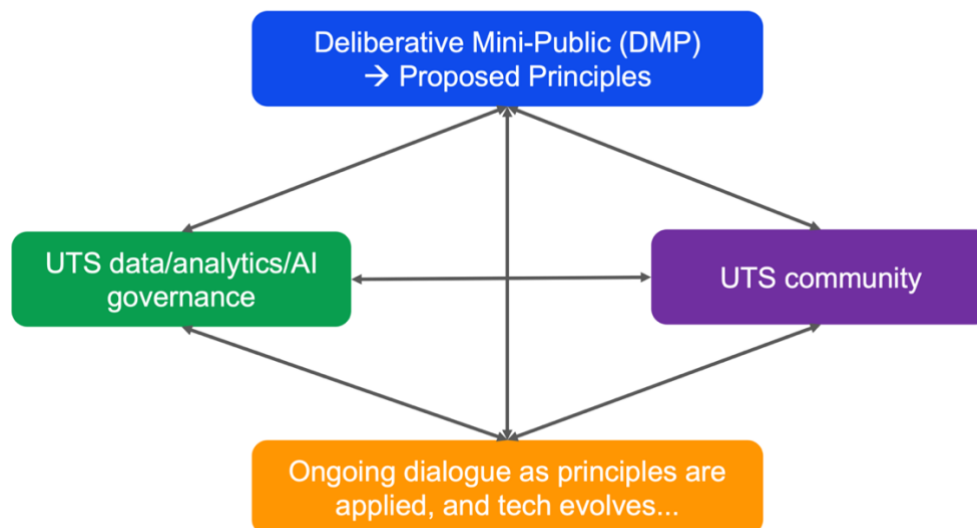 Deliberative Mini-Public (DMP)
→ Proposed Principles
UTS data/analytics/AI
governance
UTS community
Ongoing dialogue as principles are
applied, and tech evolves...